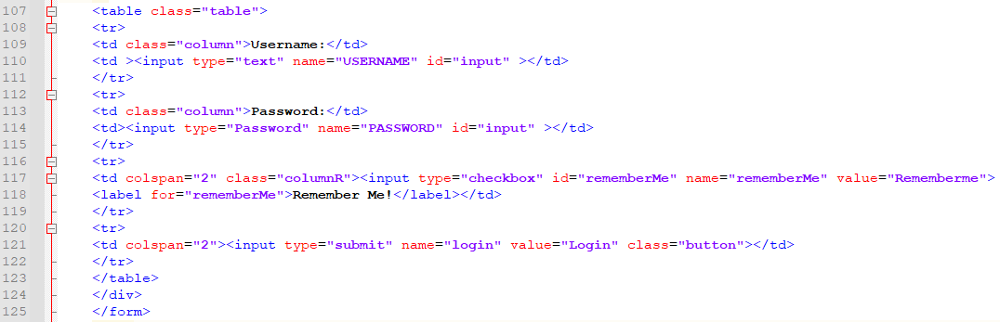 107 <table class="table">
108 <tr>
109 <td class="column">Username:</td>
110 <td ><input type="text" name="USERNAME" id="input" ></td>
111 </tr>
112 <tr>
113 <td class="column">Password:</td>
114 <td><input type="Password" name="PASSWORD" id="input" ></td>
115 </tr>
116 <tr>
117 <td colspan="2" class="columnR"><input type="checkbox" id="rememberMe" name="rememberMe" value="Rememberme">
118 <label for="rememberMe">Remember Me!</label></td>
119 </tr>
120 <tr>
121 <td colspan="2"><input type="submit" name="login" value="Login" class="button"></td>
122 </tr>
123 </table>
124 </div>
125 </form>